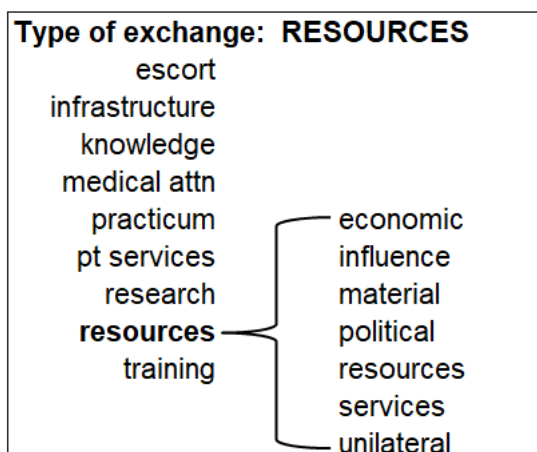 Type of exchange: RESOURCES
escort
infrastructure
knowledge
medical attn
practicum
pt services
research
resources
training
economic
influence
material
political
resources
services
unilateral